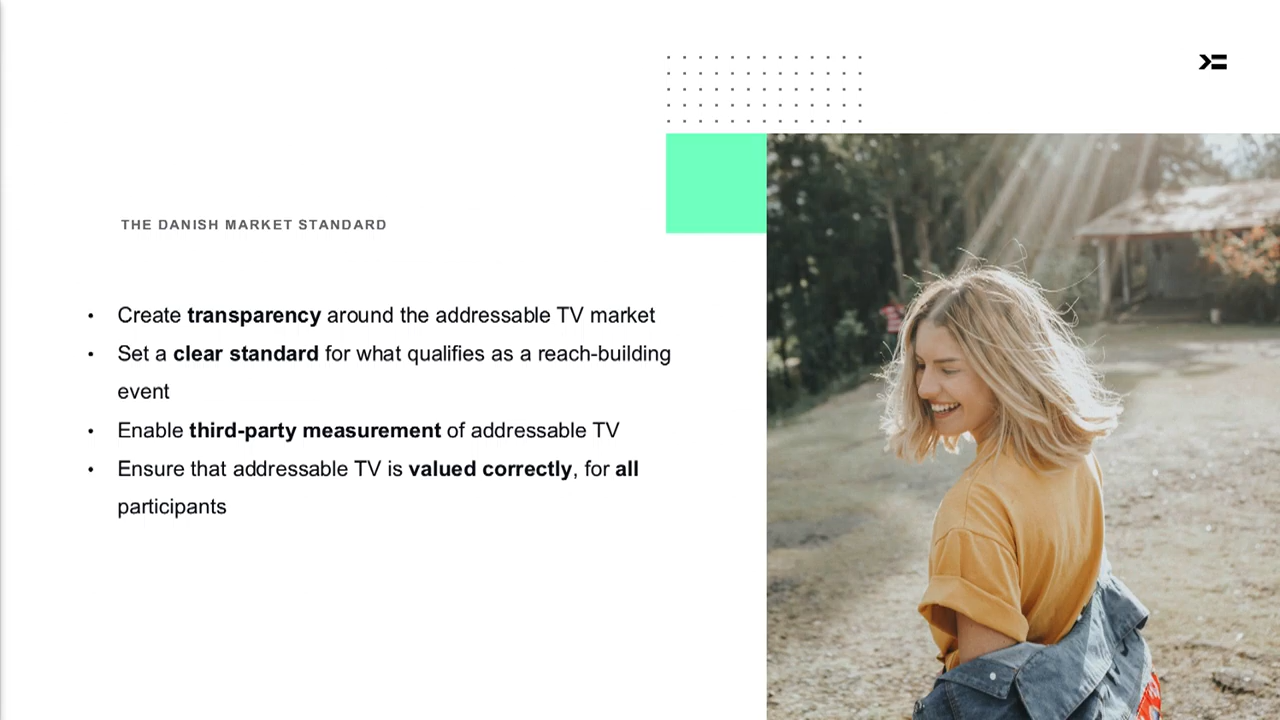 THE DANISH MARKET STANDARD
• Create transparency around the addressable TV market
• Set a clear standard for what qualifies as a reach-building
event
• Enable third-party measurement of addressable TV
• Ensure that addressable TV is valued correctly, for all
participants